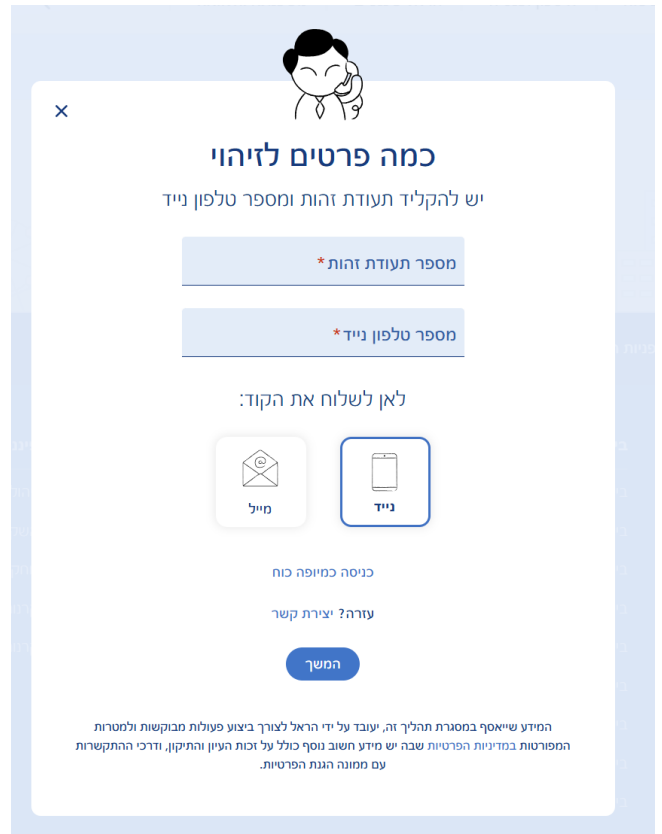 כמה פרטים לזיהוי
יש להקליד תעודת זהות ומספר טלפון נייד
מספר תעודת זהות *
מספר טלפון נייד *
לאן לשלוח את הקוד:
נייד
מייל
כניסה כמיופה כוח
עזרה? יצירת קשר
המשך
המידע שייאסף במסגרת תהליך זה, יעובד על ידי הראל לצורך ביצוע פעולות מבוקשות ולמטרות
המפורטות במדיניות הפרטיות שבה יש מידע חשוב נוסף כולל על זכות העיון והתיקון, ודרכי ההתקשרות
עם ממונה הגנת הפרטיות.